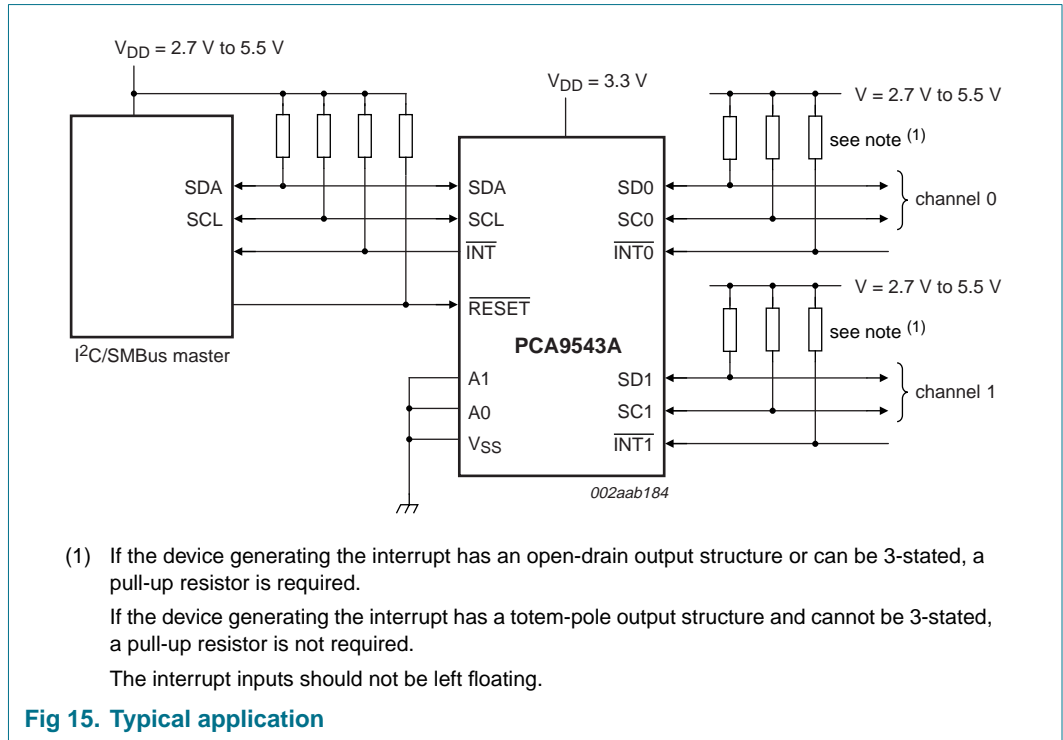 V_DD = 2.7 V to 5.5 V
V_DD = 3.3 V
V = 2.7 V to 5.5 V
see note (1)
SDA
SCL
SDA
SCL
INT
RESET
SD0
SC0
INT0
channel 0
V = 2.7 V to 5.5 V
see note (1)
I²C/SMBus master
PCA9543A
A1
A0
V_SS
SD1
SC1
INT1
channel 1
002aab184
(1) If the device generating the interrupt has an open-drain output structure or can be 3-stated, a
pull-up resistor is required.
If the device generating the interrupt has a totem-pole output structure and cannot be 3-stated,
a pull-up resistor is not required.
The interrupt inputs should not be left floating.
Fig 15. Typical application